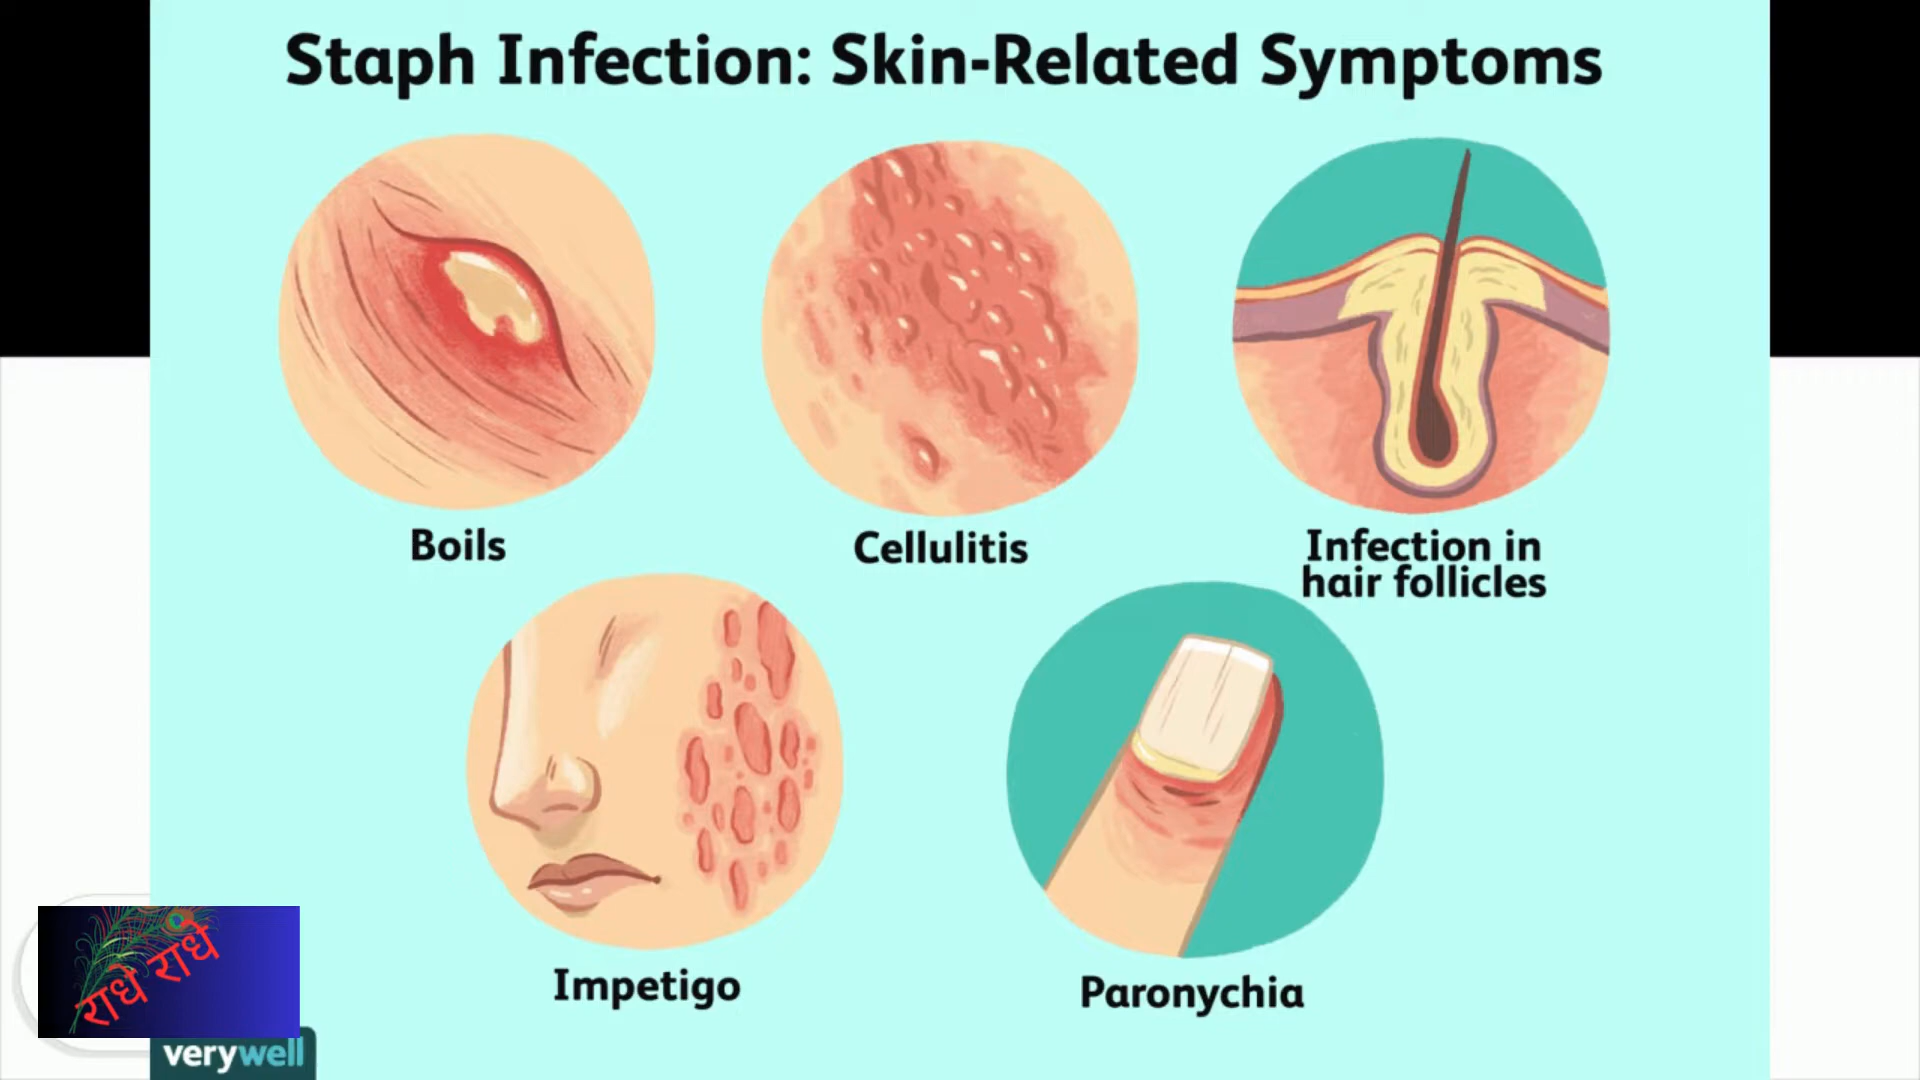 Staph Infection: Skin-Related Symptoms
Boils
Cellulitis
Infection in
hair follicles
Impetigo
Paronychia
राधे राधे
verywell